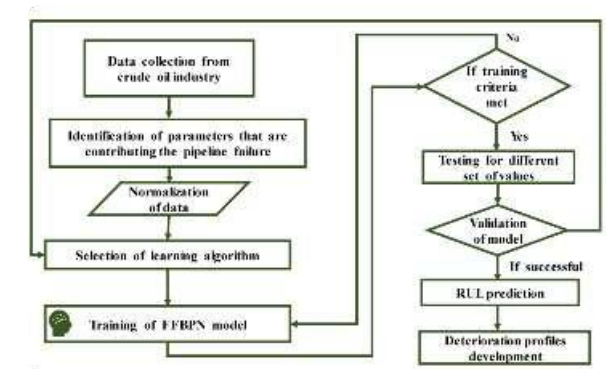 Data collection from
crude oil industry
Identification of parameters that are
contributing the pipeline failure
Normalization
of data
Selection of learning algorithm
Training of FFBPN model
No
If training
criteria
met
Yes
Testing for different
set of values
Validation
of model
If successful
RUL prediction
Deterioration profiles
development